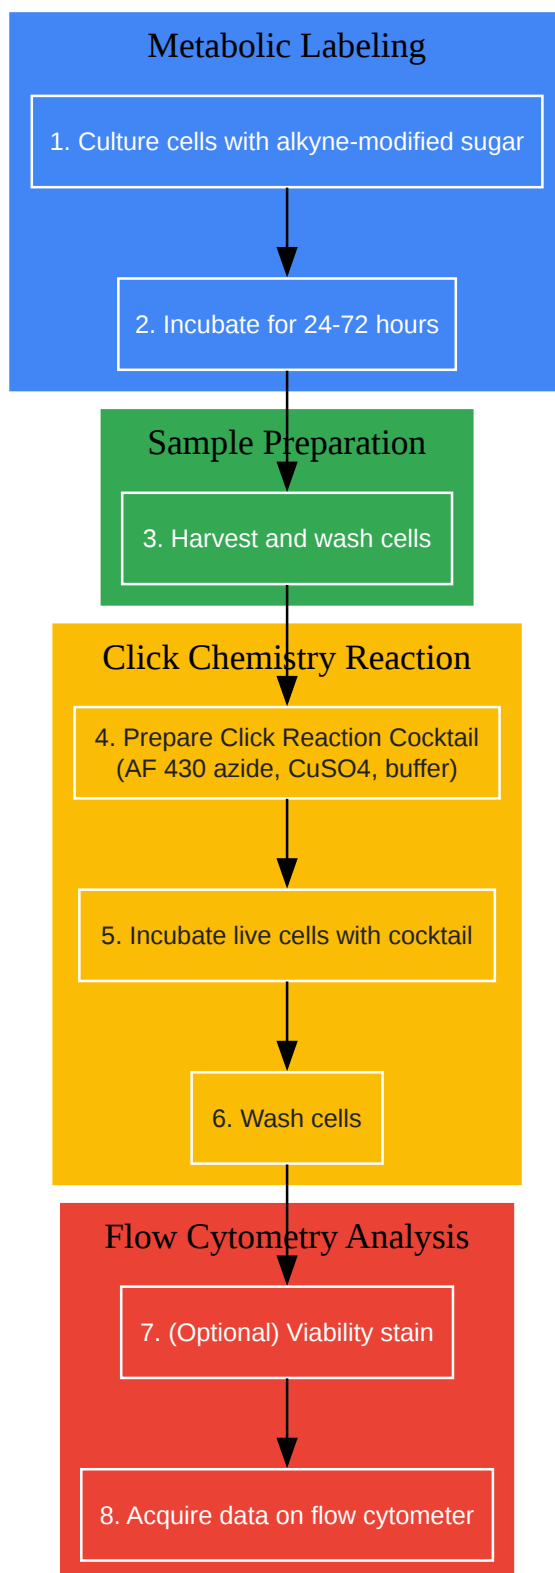 Metabolic Labeling
1. Culture cells with alkyne-modified sugar
2. Incubate for 24-72 hours
Sample Preparation
3. Harvest and wash cells
Click Chemistry Reaction
4. Prepare Click Reaction Cocktail
(AF 430 azide, CuSO4, buffer)
5. Incubate live cells with cocktail
6. Wash cells
Flow Cytometry Analysis
7. (Optional) Viability stain
8. Acquire data on flow cytometer